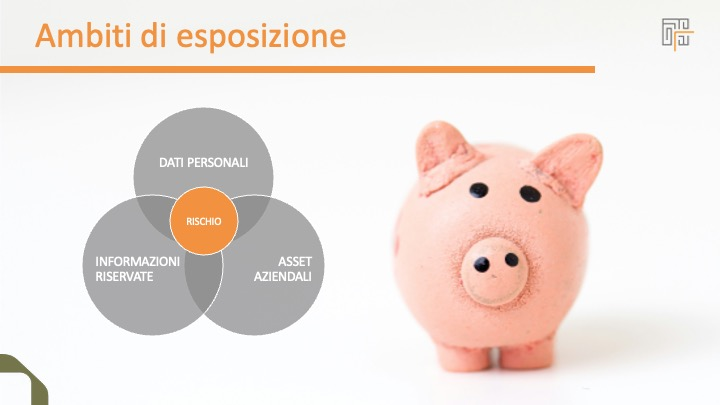 Ambiti di esposizione
DATI PERSONALI
RISCHIO
INFORMAZIONI
RISERVATE
ASSET
AZIENDALI